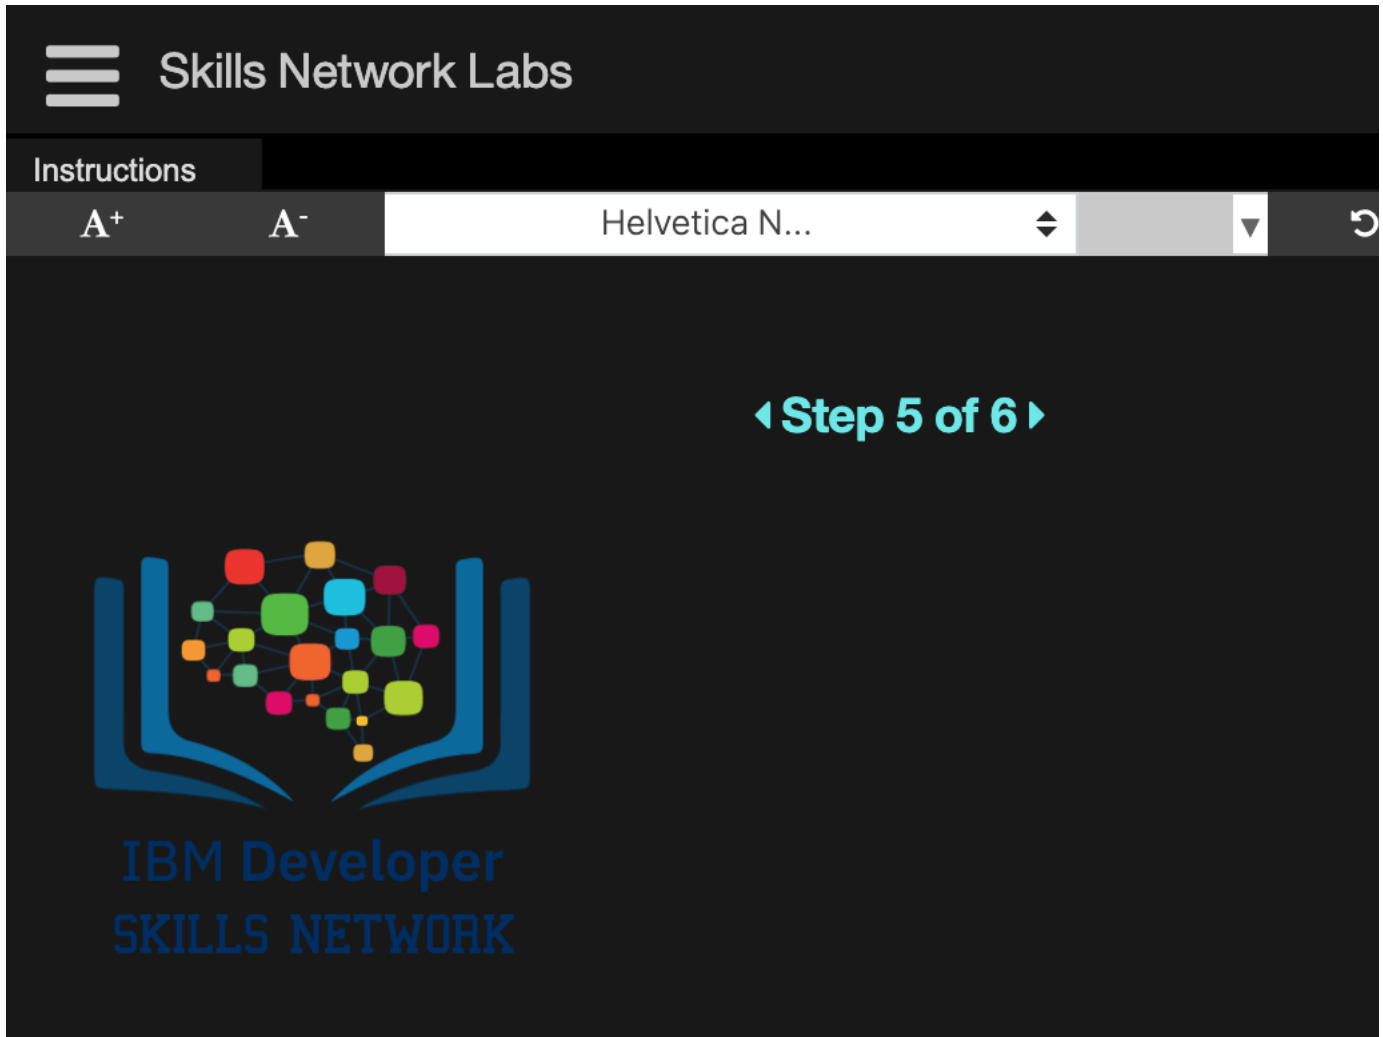 Skills Network Labs
Instructions
A+ A- Helvetica N...
Step 5 of 6
IBM Developer
SKILLS NETWORK